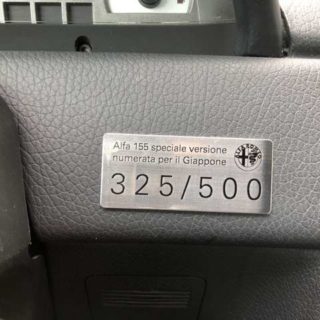 Alfa 155 speciale versione
numerata per il Giappone
325/500